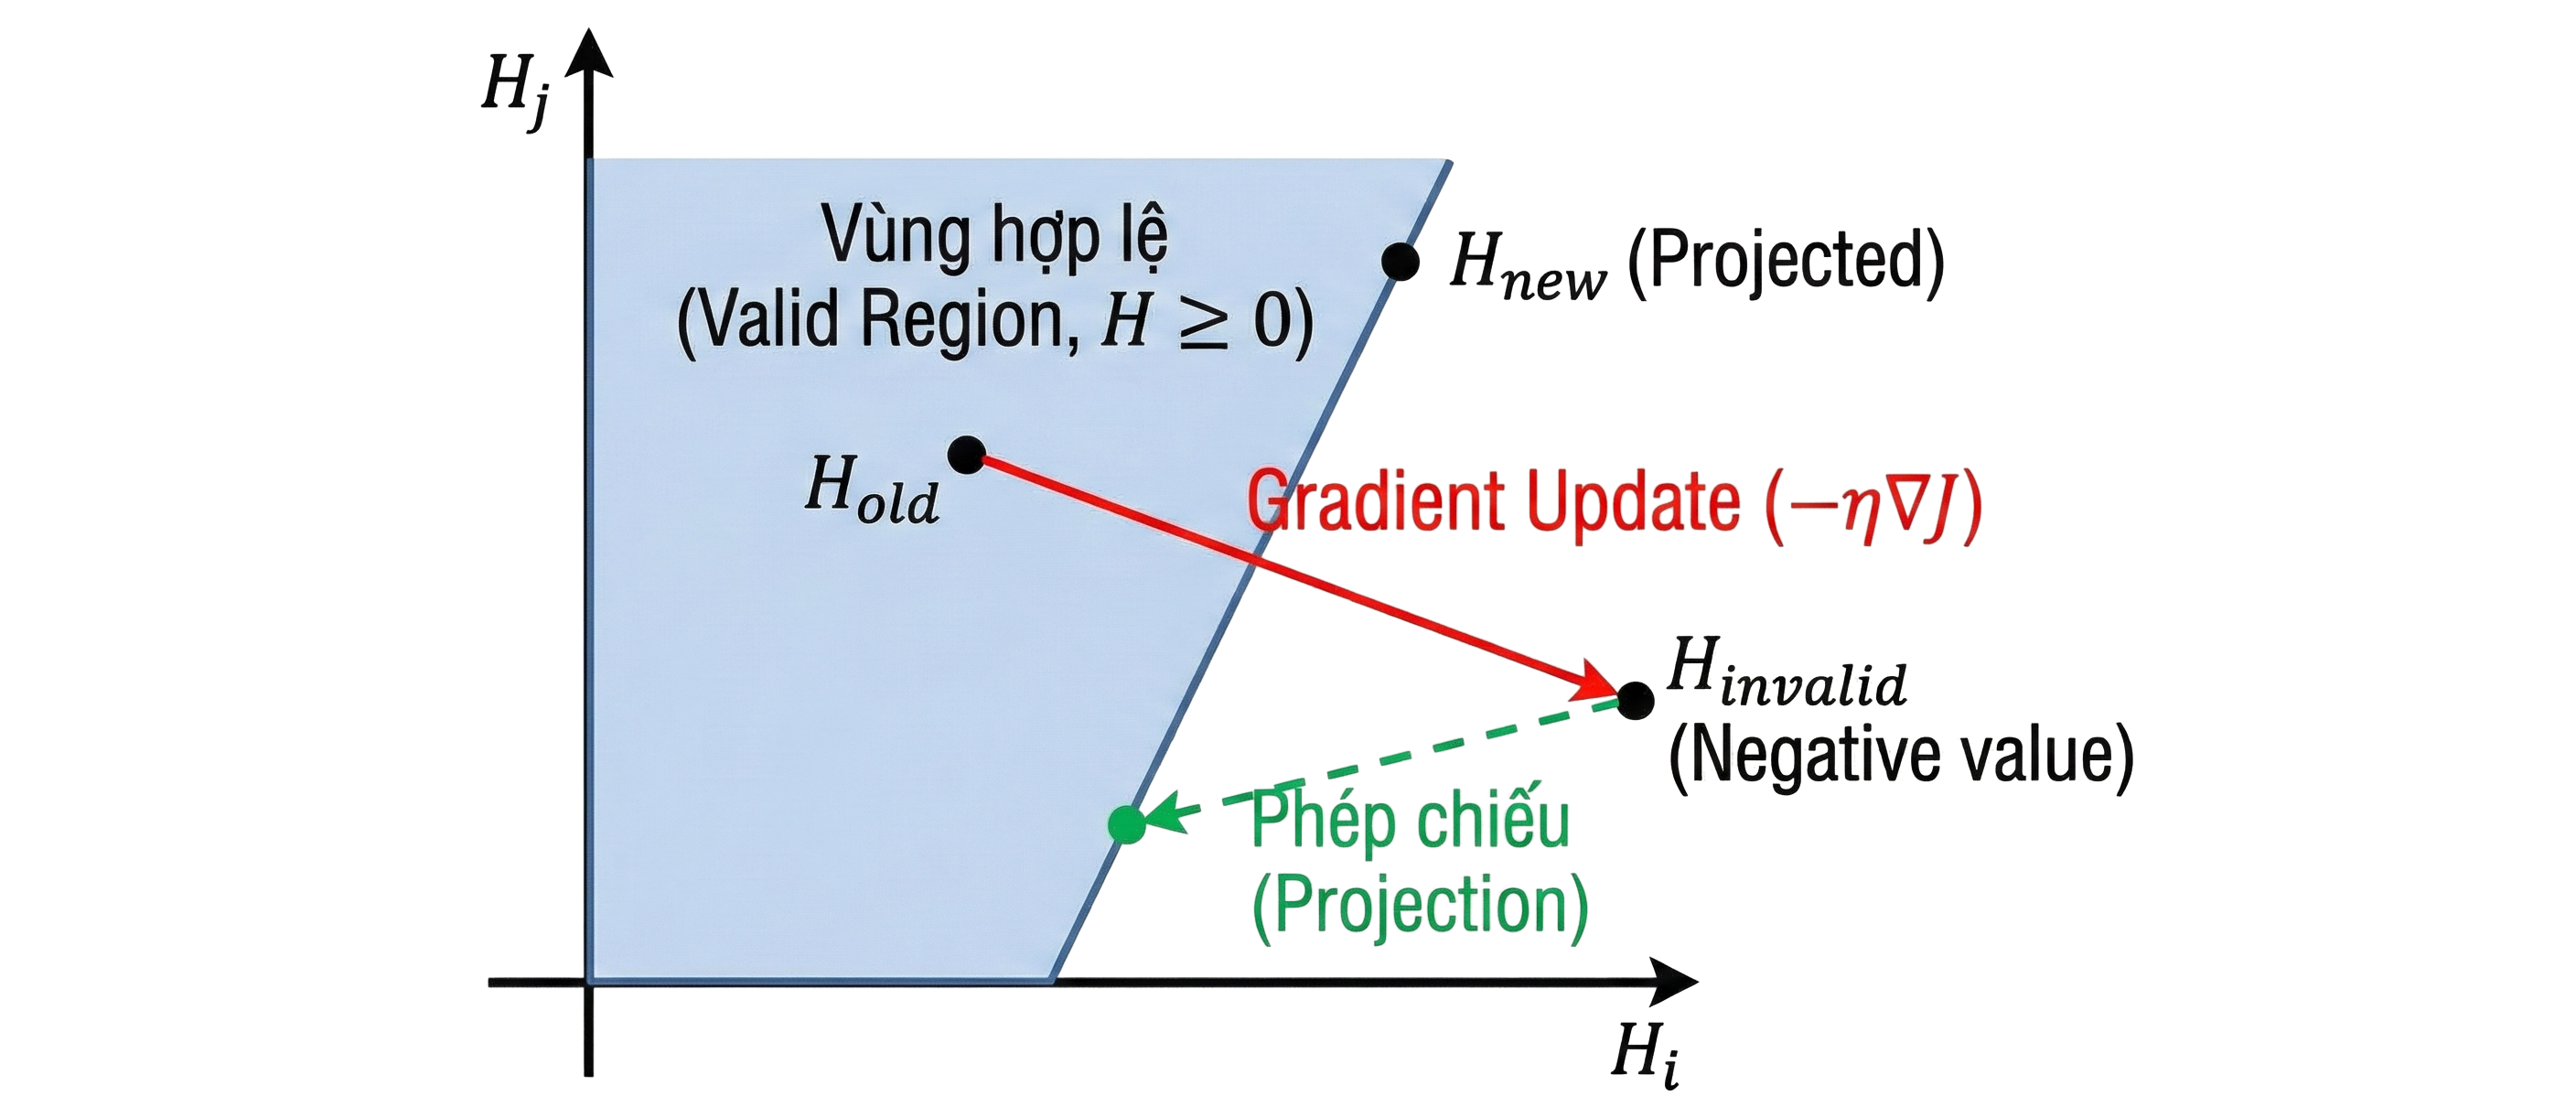 H_j
Vùng hợp lệ
(Valid Region, H ≥ 0)
H_new (Projected)
H_old
Gradient Update (−η∇J)
H_invalid
(Negative value)
Phép chiếu
(Projection)
H_i